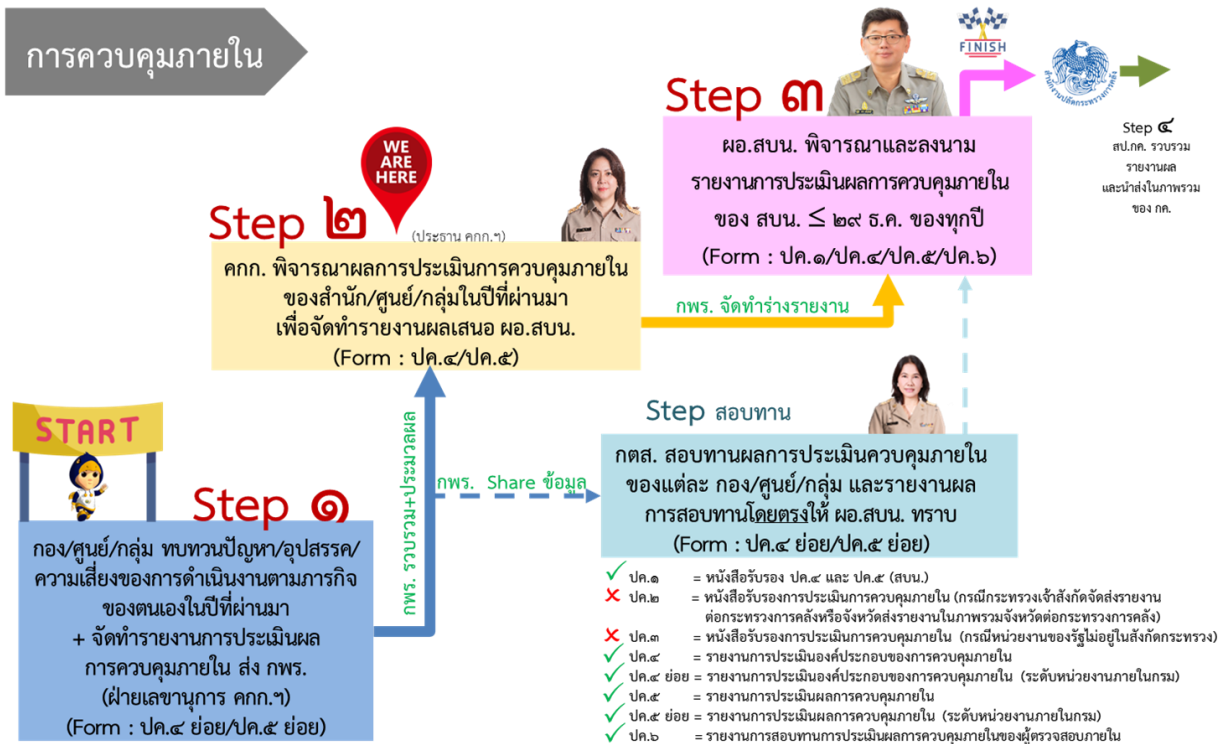 การควบคุมภายใน
FINISH
สำนักงานปลัดกระทรวงการคลัง
Step ๓
ผอ.สบน. พิจารณาและลงนาม
รายงานการประเมินผลการควบคุมภายใน
ของ สบน. ≤ ๒๙ ธ.ค. ของทุกปี
(Form : ปค.๑/ปค.๔/ปค.๕/ปค.๖)
Step ๔
สป.กค. รวบรวม
รายงานผล
และนำส่งในภาพรวม
ของ กค.
WE
ARE
HERE
Step ๒
(ประธาน คกก.ฯ)
คกก. พิจารณาผลการประเมินการควบคุมภายใน
ของสำนัก/ศูนย์/กลุ่มในปีที่ผ่านมา
เพื่อจัดทำรายงานผลเสนอ ผอ.สบน.
(Form : ปค.๔/ปค.๕)
กพร. จัดทำร่างรายงาน
START
Step ๑
กอง/ศูนย์/กลุ่ม ทบทวนปัญหา/อุปสรรค/
ความเสี่ยงของการดำเนินงานตามภารกิจ
ของตนเองในปีที่ผ่านมา
+ จัดทำรายงานการประเมินผล
การควบคุมภายใน ส่ง กพร.
(ฝ่ายเลขานุการ คกก.ฯ)
(Form : ปค.๔ ย่อย/ปค.๕ ย่อย)
กพร. รวบรวม+ประมวลผล
กพร. Share ข้อมูล
Step สอบทาน
กตส. สอบทานผลการประเมินควบคุมภายใน
ของแต่ละ กอง/ศูนย์/กลุ่ม และรายงานผล
การสอบทานโดยตรงให้ ผอ.สบน. ทราบ
(Form : ปค.๔ ย่อย/ปค.๕ ย่อย)
ปค.๑ = หนังสือรับรอง ปค.๔ และ ปค.๕ (สบน.)
ปค.๒ = หนังสือรับรองการประเมินการควบคุมภายใน (กรณีกระทรวงเจ้าสังกัดจัดส่งรายงาน
ต่อกระทรวงการคลังหรือจังหวัดส่งรายงานในภาพรวมจังหวัดต่อกระทรวงการคลัง)
ปค.๓ = หนังสือรับรองการประเมินการควบคุมภายใน (กรณีหน่วยงานของรัฐไม่อยู่ในสังกัดกระทรวง)
ปค.๔ = รายงานการประเมินองค์ประกอบของการควบคุมภายใน
ปค.๔ ย่อย = รายงานการประเมินองค์ประกอบของการควบคุมภายใน (ระดับหน่วยงานภายในกรม)
ปค.๕ = รายงานการประเมินผลการควบคุมภายใน
ปค.๕ ย่อย = รายงานการประเมินผลการควบคุมภายใน (ระดับหน่วยงานภายในกรม)
ปค.๖ = รายงานการสอบทานการประเมินผลการควบคุมภายในของผู้ตรวจสอบภายใน